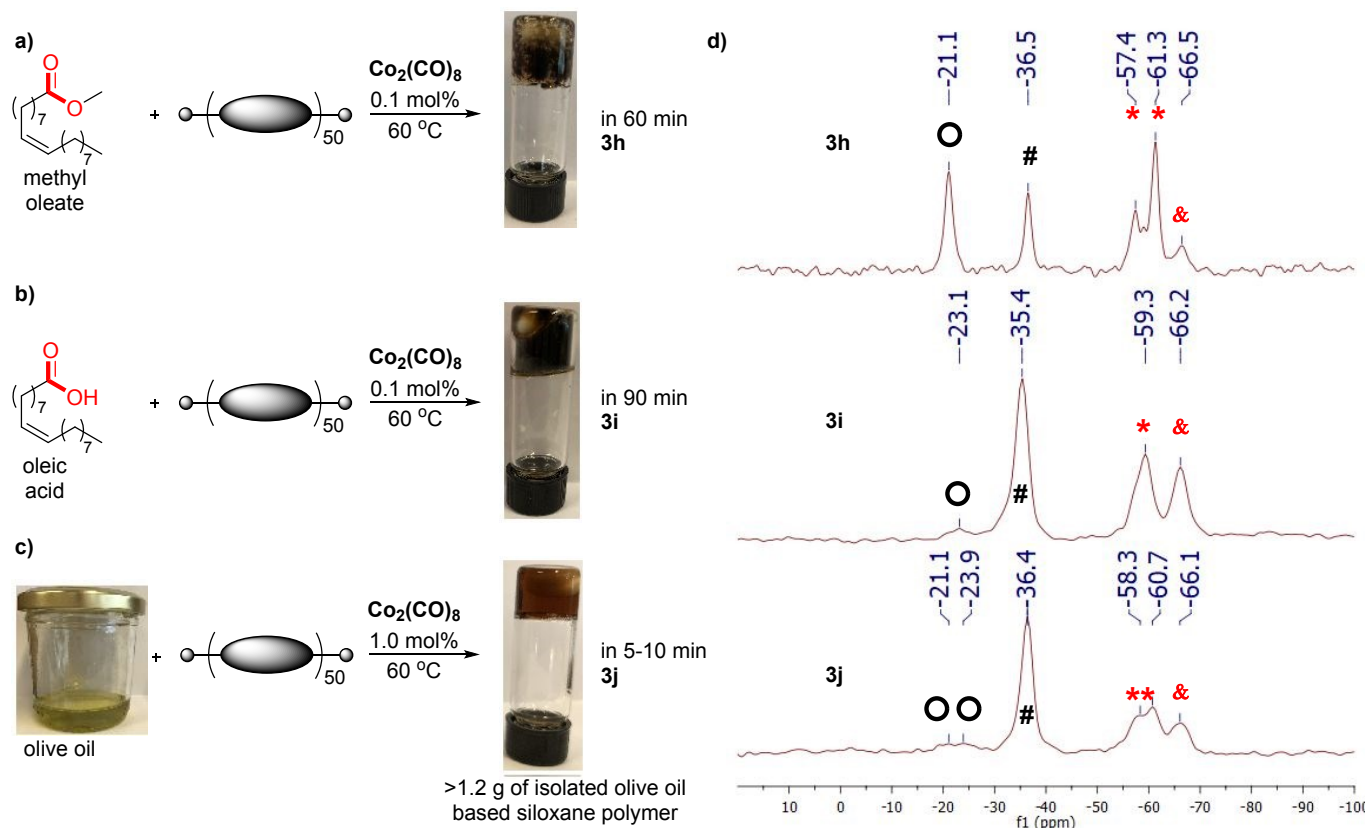 a)
O
O
( )7
( )7
methyl
oleate
+
( )50
Co2(CO)8
0.1 mol%
60 °C
in 60 min
3h
b)
O
OH
( )7
( )7
oleic
acid
+
( )50
Co2(CO)8
0.1 mol%
60 °C
in 90 min
3i
c)
olive oil
+
( )50
Co2(CO)8
1.0 mol%
60 °C
in 5-10 min
3j
>1.2 g of isolated olive oil
based siloxane polymer
d)
-21.1 -36.5 -57.4 -61.3 -66.5
3h # * * &
-23.1 -35.4 -59.3 -66.2
3i # * &
-21.1 -23.9 -36.4 -58.3 -60.7 -66.1
3j # ** &
10 0 -10 -20 -30 -40 -50 -60 -70 -80 -90 -100
f1 (ppm)